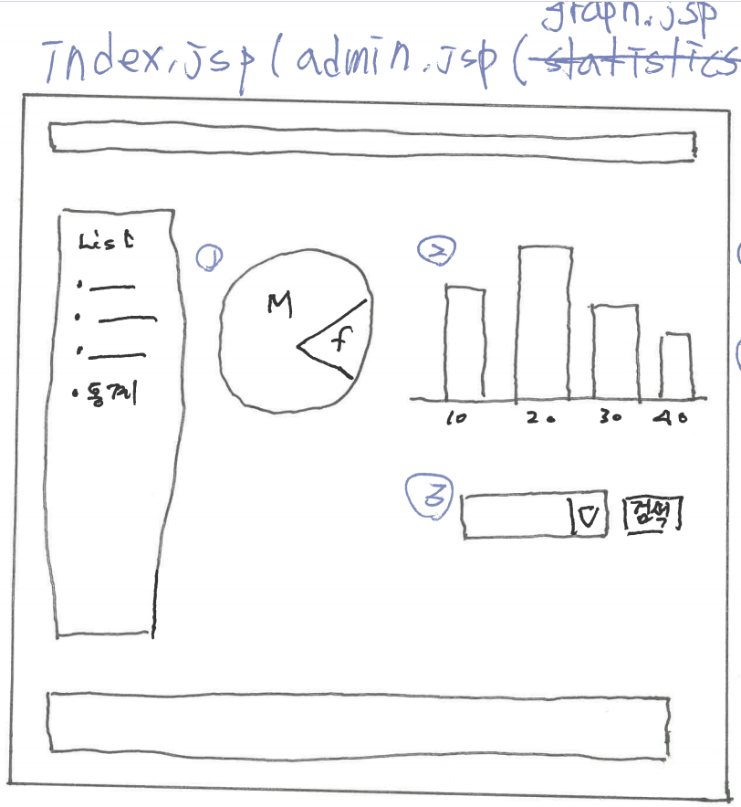 graph.jsp
index.jsp(admin.jsp(statistics
List
통계
①
M
f
②
10 20 30 40
③
검색